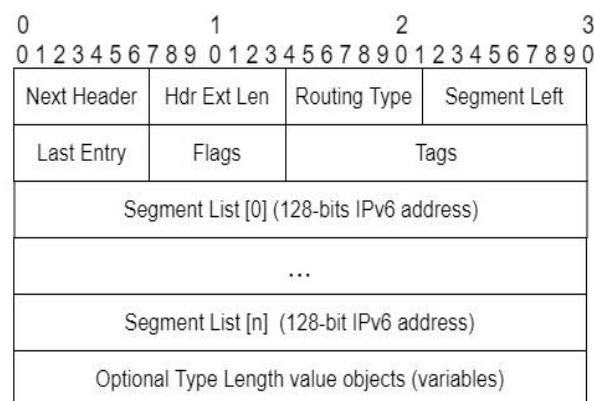 0 1 2 3
0 1 2 3 4 5 6 7 8 9 0 1 2 3 4 5 6 7 8 9 0 1 2 3 4 5 6 7 8 9 0
Next Header Hdr Ext Len Routing Type Segment Left
Last Entry Flags Tags
Segment List [0] (128-bits IPv6 address)
...
Segment List [n] (128-bit IPv6 address)
Optional Type Length value objects (variables)